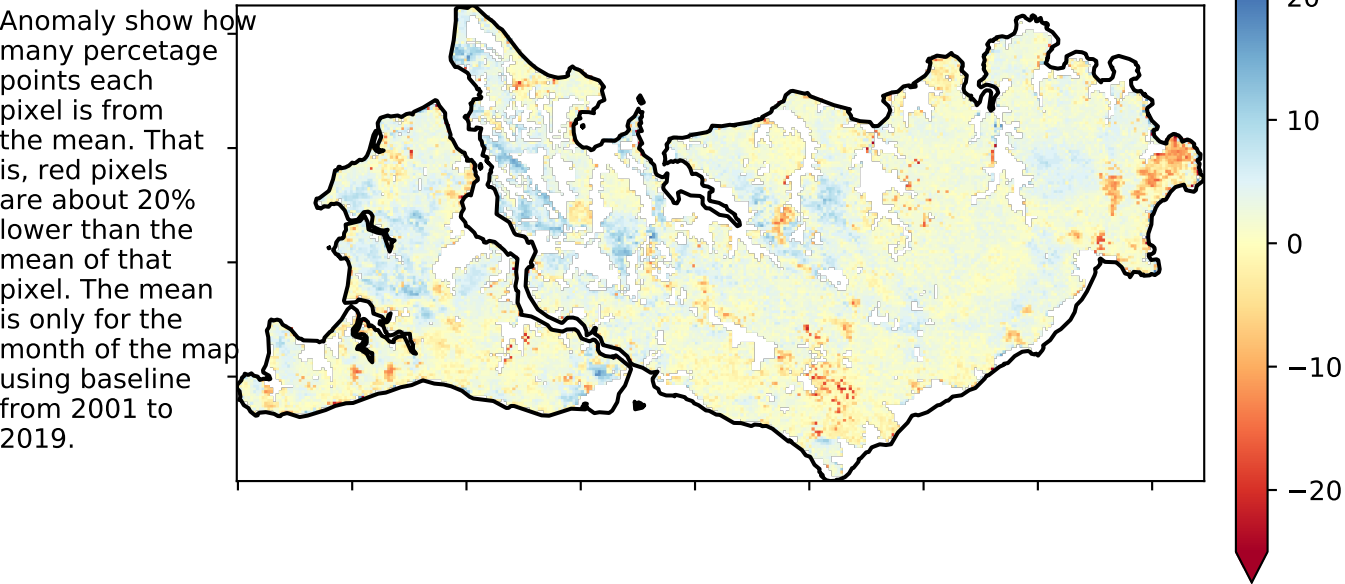 Anomaly show how
many percetage
points each
pixel is from
the mean. That
is, red pixels
are about 20%
lower than the
mean of that
pixel. The mean
is only for the
month of the map
using baseline
from 2001 to
2019.
20
10
0
−10
−20